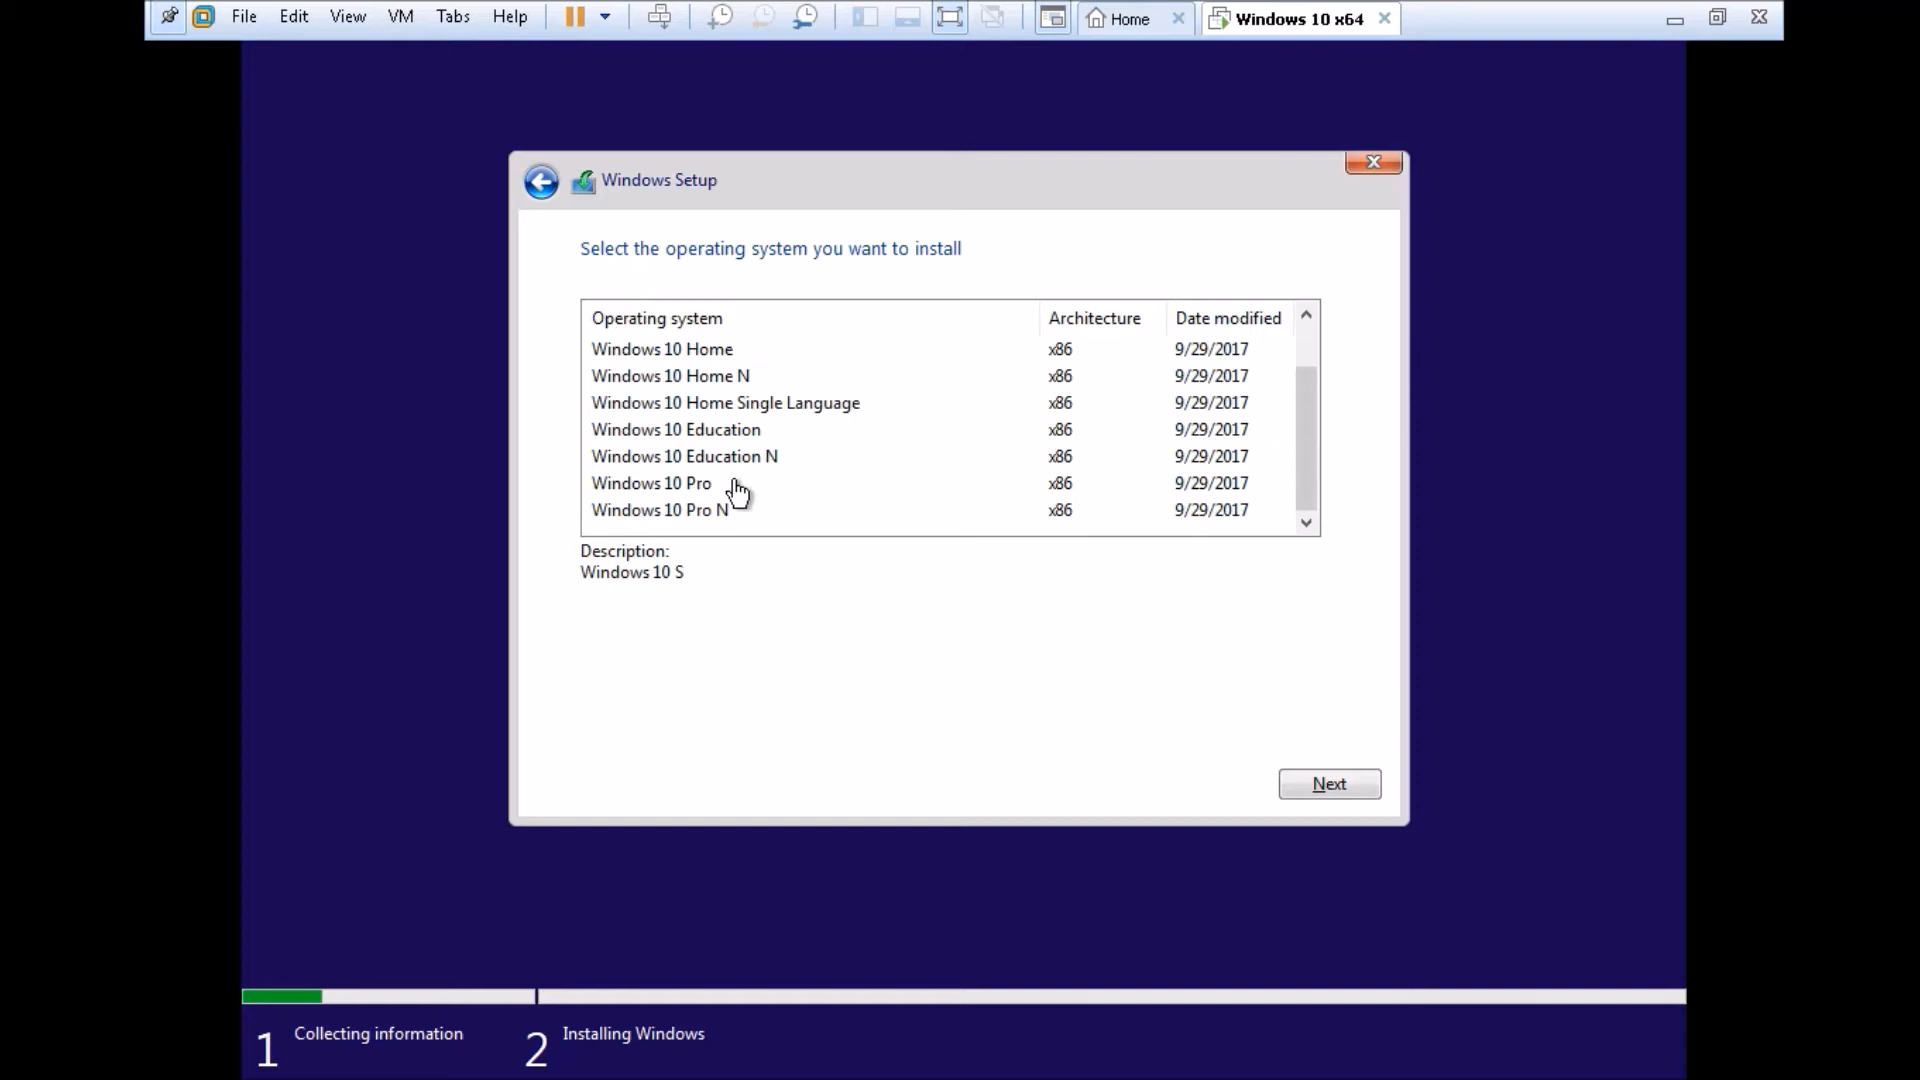 File Edit View VM Tabs Help Home Windows 10 x64
Windows Setup
Select the operating system you want to install
Operating system Architecture Date modified
Windows 10 Home x86 9/29/2017
Windows 10 Home N x86 9/29/2017
Windows 10 Home Single Language x86 9/29/2017
Windows 10 Education x86 9/29/2017
Windows 10 Education N x86 9/29/2017
Windows 10 Pro x86 9/29/2017
Windows 10 Pro N x86 9/29/2017
Description:
Windows 10 S
Next
1 Collecting information 2 Installing Windows